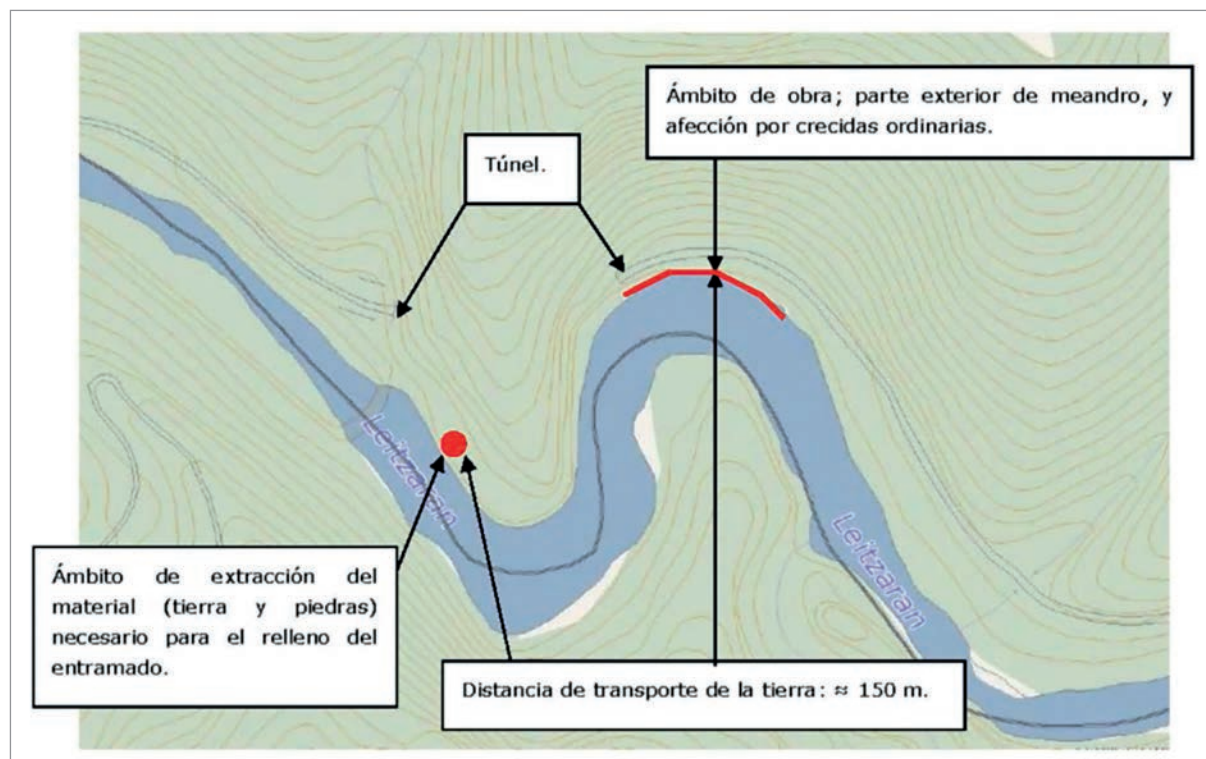 Ámbito de obra; parte exterior de meandro, y
afección por crecidas ordinarias.
Túnel.
Leitzaran
Leitzaran
Ámbito de extracción del
material (tierra y piedras)
necesario para el relleno del
entramado.
Distancia de transporte de la tierra: ≈ 150 m.